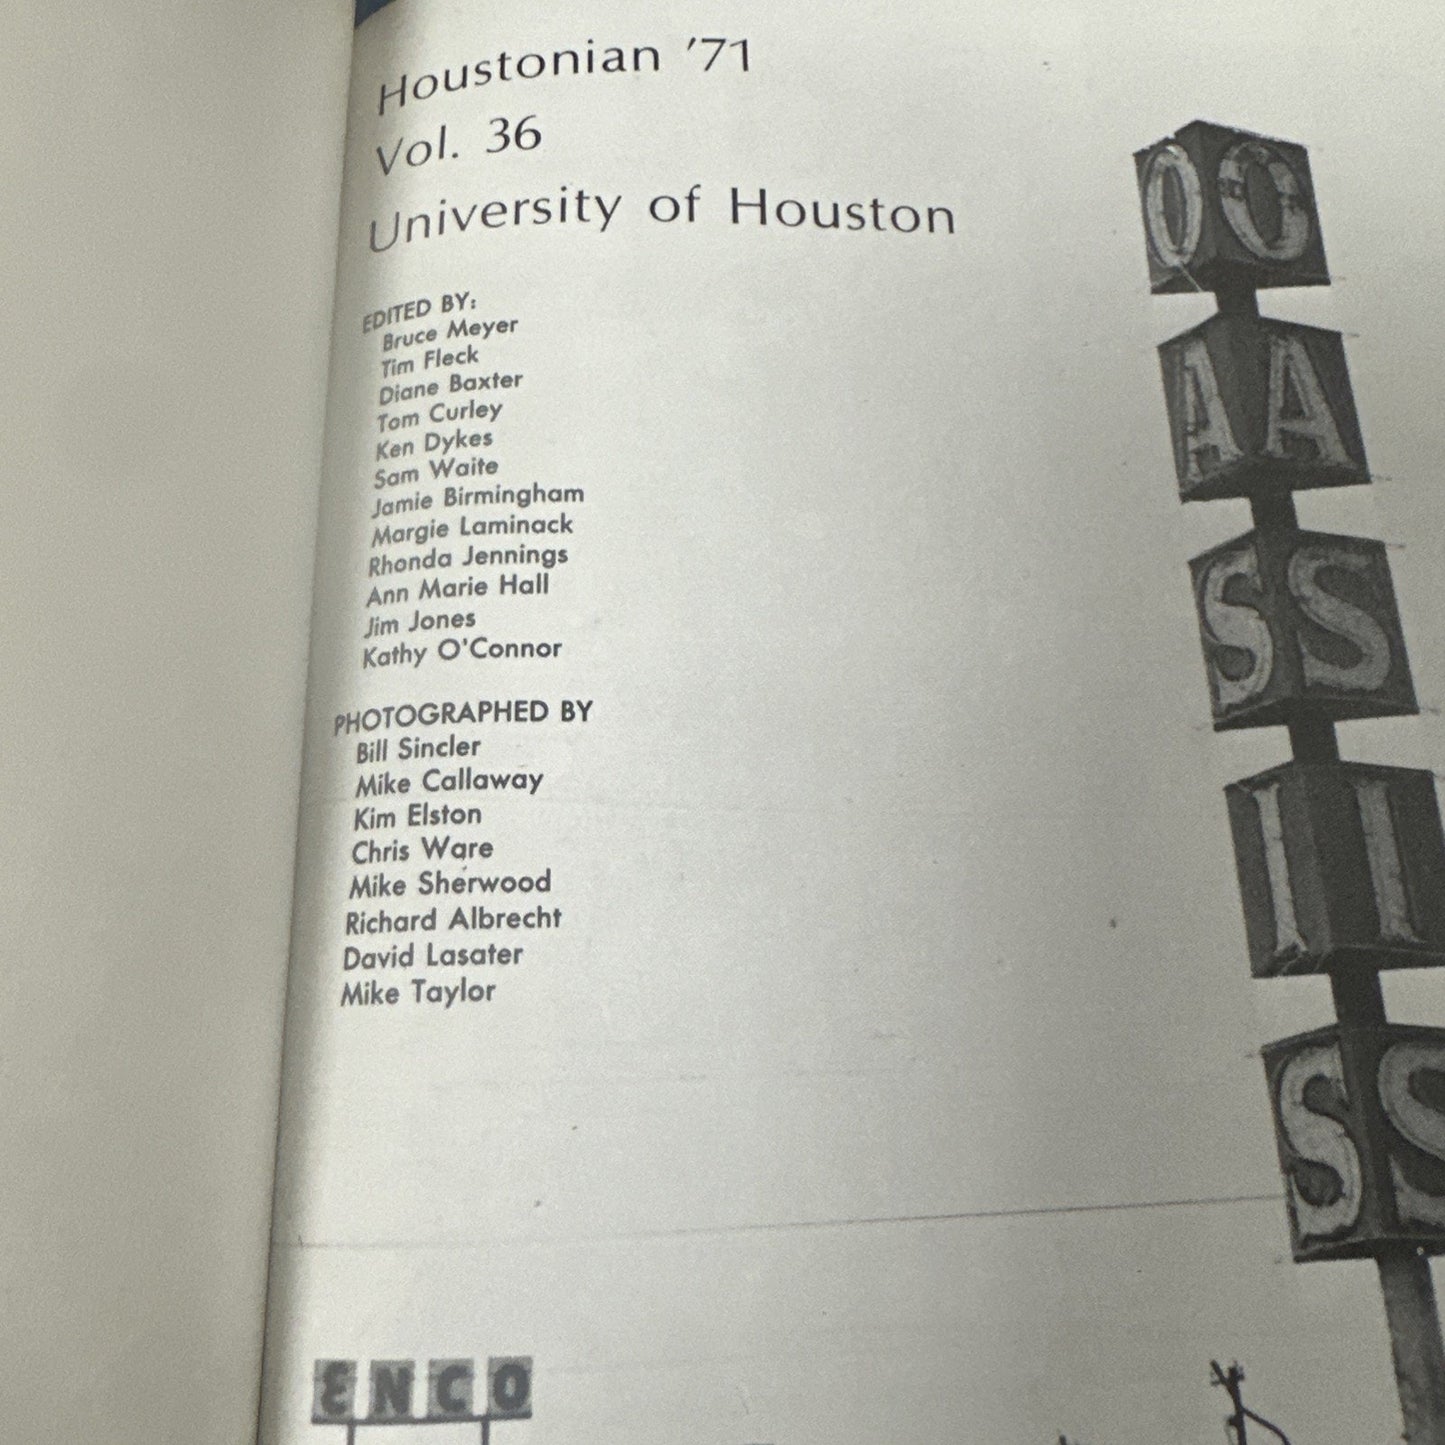 Houstonian '71
Vol. 36
University of Houston
EDITED BY:
Bruce Meyer
Tim Fleck
Diane Baxter
Tom Curley
Ken Dykes
Sam Waite
Jamie Birmingham
Margie Laminack
Rhonda Jennings
Ann Marie Hall
Jim Jones
Kathy O'Connor
PHOTOGRAPHED BY
Bill Sincler
Mike Callaway
Kim Elston
Chris Ware
Mike Sherwood
Richard Albrecht
David Lasater
Mike Taylor
O O
A A
S S
I I
S S
ENCO